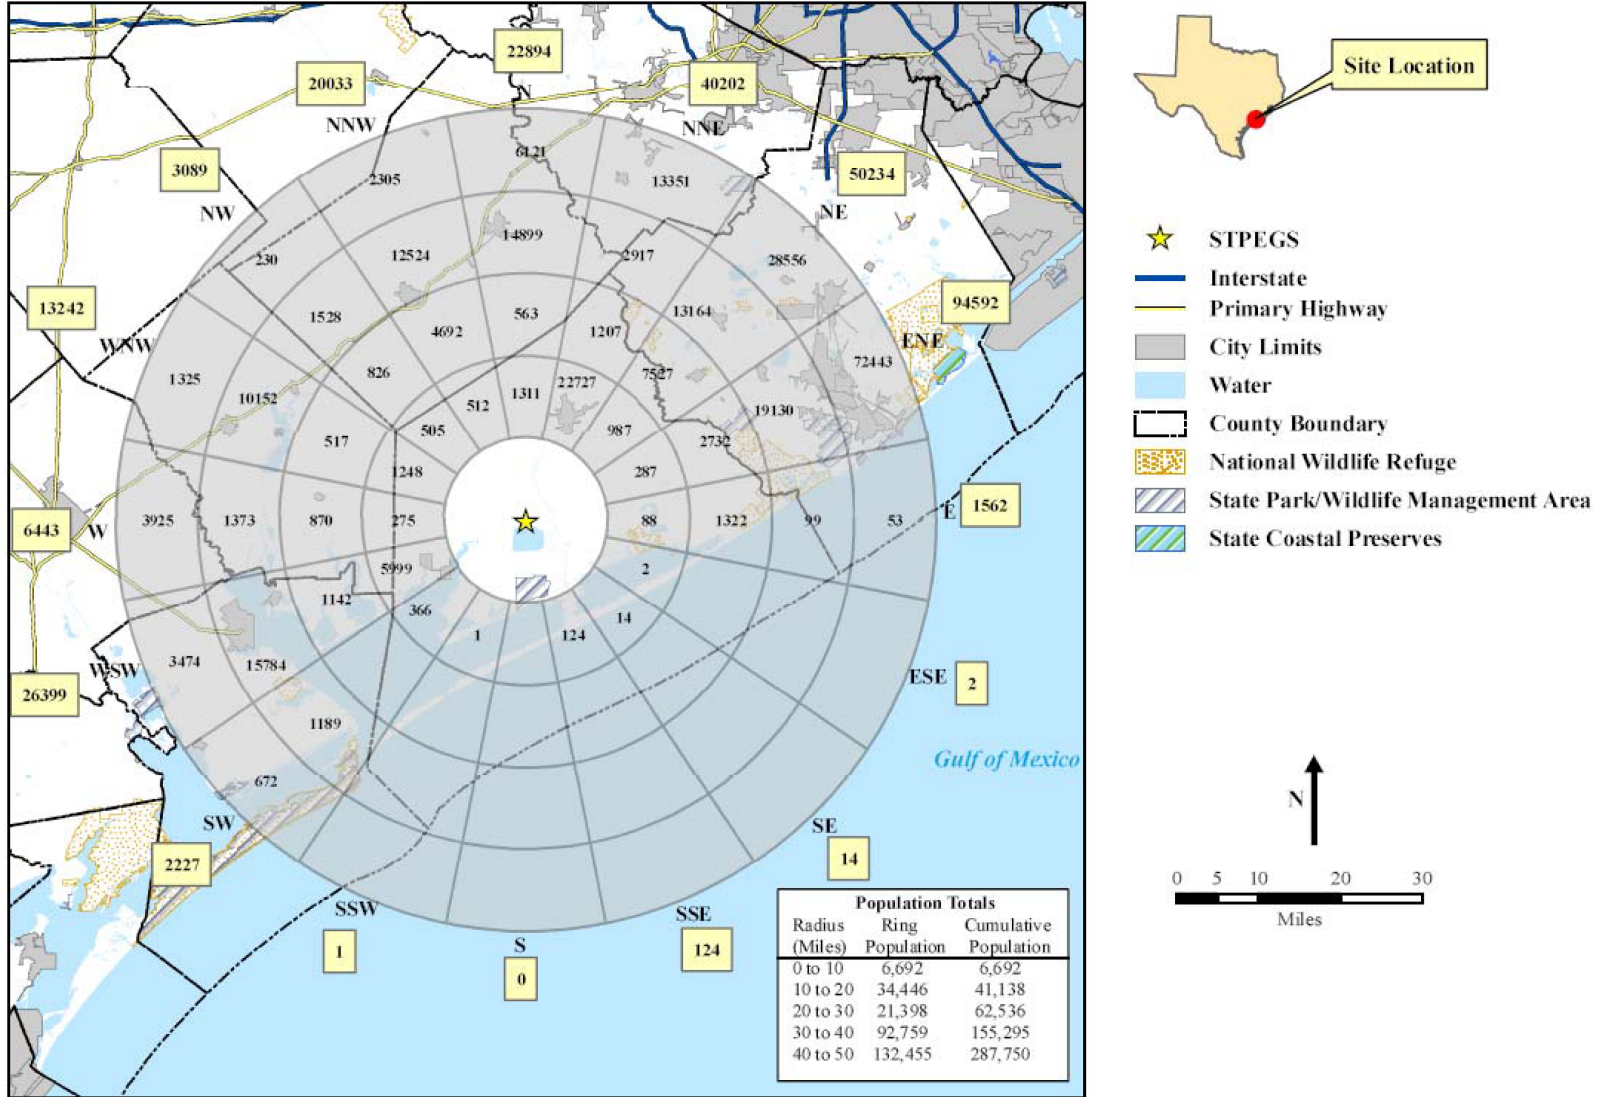 22894
20033
40202
N
NNW
NNE
3089
6121
2305
13351
50234
NW
NE
14899
12524
2917
230
28556
13242
94592
1528
4692
563
1207
13164
WNW
ENE
1325
826
7527
72443
10152
512
1311
22727
19130
517
505
987
2732
1248
287
6443
W
3925
1373
870
275
88
1322
99
53
E
1562
5999
2
1142
366
1
124
14
WSW
3474
15784
ESE
2
26399
1189
672
Gulf of Mexico
SW
SE
2227
14
SSW
SSE
1
S
0
124
Population Totals
Radius Ring Cumulative
(Miles) Population Population
0 to 10 6,692 6,692
10 to 20 34,446 41,138
20 to 30 21,398 62,536
30 to 40 92,759 155,295
40 to 50 132,455 287,750
Site Location
STPEGS
Interstate
Primary Highway
City Limits
Water
County Boundary
National Wildlife Refuge
State Park/Wildlife Management Area
State Coastal Preserves
N
0 5 10 20 30
Miles